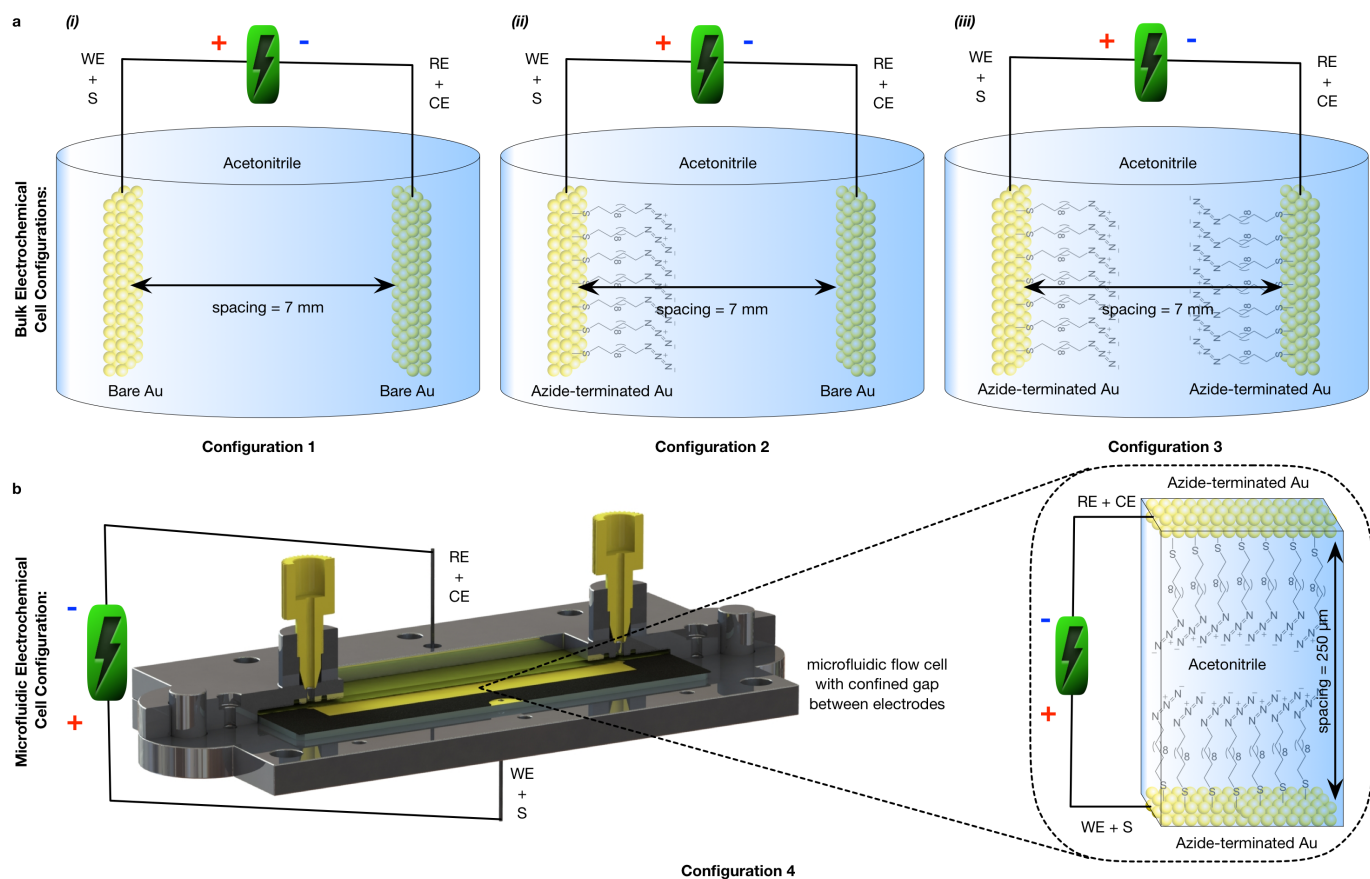 a
(i)
(ii)
(iii)
+
-
WE
+
S
RE
+
CE
+
-
WE
+
S
RE
+
CE
+
-
WE
+
S
RE
+
CE
Bulk Electrochemical
Cell Configurations:
Acetonitrile
spacing = 7 mm
Bare Au
Bare Au
Acetonitrile
spacing = 7 mm
Azide-terminated Au
Bare Au
Acetonitrile
spacing = 7 mm
Azide-terminated Au
Azide-terminated Au
Configuration 1
Configuration 2
Configuration 3
b
Microfluidic Electrochemical
Cell Configuration:
-
+
RE
+
CE
WE
+
S
microfluidic flow cell
with confined gap
between electrodes
Azide-terminated Au
RE + CE
-
+
Acetonitrile
spacing = 250 μm
WE + S
Azide-terminated Au
Configuration 4